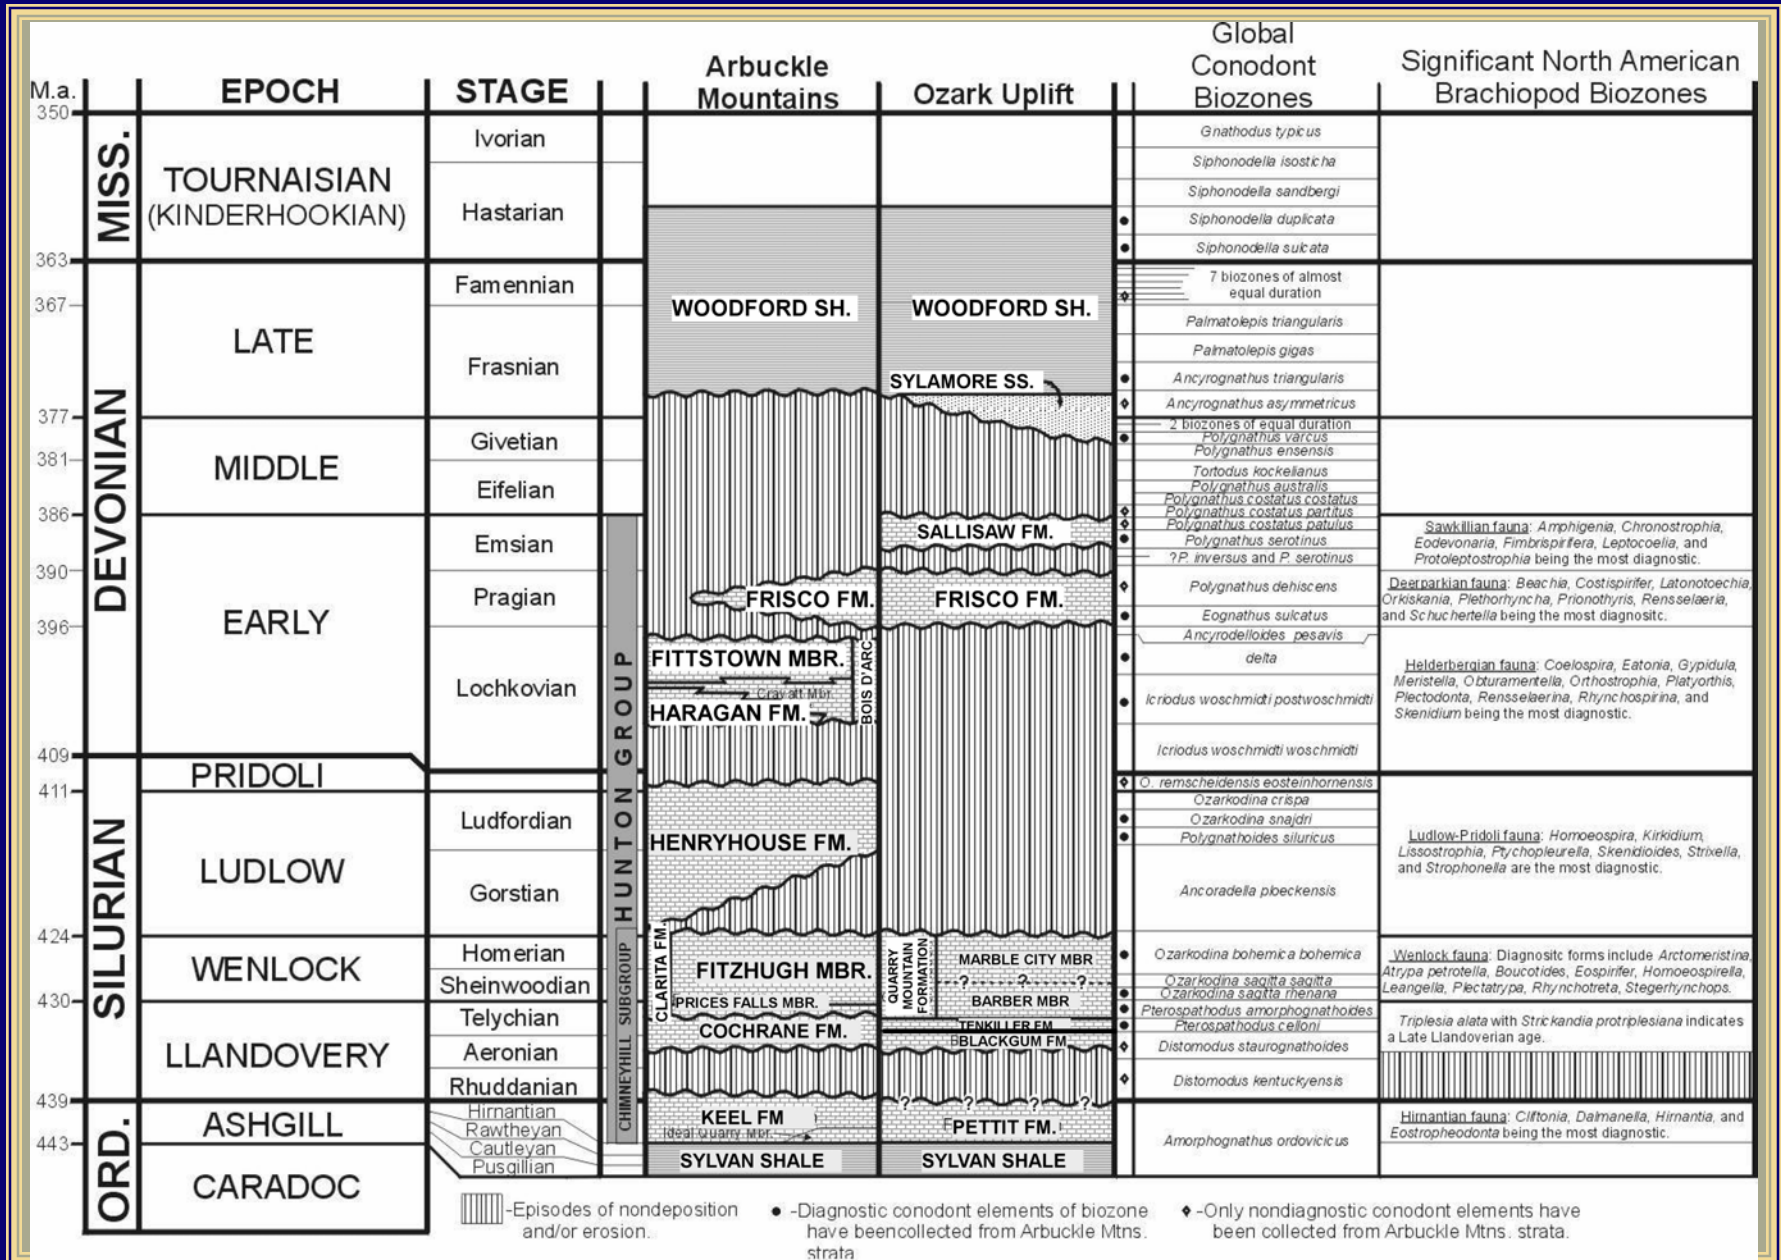 M.a.
EPOCH
STAGE
Arbuckle
Mountains
Ozark Uplift
Global
Conodont
Biozones
Significant North American
Brachiopod Biozones
350
363
367
377
381
386
390
396
409
411
424
430
439
443
MISS.
DEVONIAN
SILURIAN
ORD.
TOURNAISIAN
(KINDERHOOKIAN)
LATE
MIDDLE
EARLY
PRIDOLI
LUDLOW
WENLOCK
LLANDOVERY
ASHGILL
CARADOC
Ivorian
Hastarian
Famennian
Frasnian
Givetian
Eifelian
Emsian
Pragian
Lochkovian
Ludfordian
Gorstian
Homerian
Sheinwoodian
Telychian
Aeronian
Rhuddanian
Hirnantian
Rawtheyan
Cautleyan
Pusgillian
HUNTON GROUP
CHIMNEYHILL SUBGROUP
WOODFORD SH.
FRISCO FM.
FITTSTOWN MBR.
Cravatt Mbr.
HARAGAN FM.
BOIS D'ARC
HENRYHOUSE FM.
CLARITA FM.
FITZHUGH MBR.
PRICES FALLS MBR.
COCHRANE FM.
KEEL FM
Ideal Quarry Mbr.
SYLVAN SHALE
WOODFORD SH.
SYLAMORE SS.
SALLISAW FM.
FRISCO FM.
QUARRY
MOUNTAIN
FORMATION
MARBLE CITY MBR
? ? ?
BARBER MBR
TENKILLER FM
BLACKGUM FM
? ? ? ?
PETTIT FM.
SYLVAN SHALE
Gnathodus typicus
Siphonodella isosticha
Siphonodella sandbergi
Siphonodella duplicata
Siphonodella sulcata
7 biozones of almost
equal duration
Palmatolepis triangularis
Palmatolepis gigas
Ancyrognathus triangularis
Ancyrognathus asymmetricus
2 biozones of equal duration
Polygnathus varcus
Polygnathus ensensis
Tortodus kockelianus
Polygnathus australis
Polygnathus costatus costatus
Polygnathus costatus partitus
Polygnathus costatus patulus
Polygnathus serotinus
?P. inversus and P. serotinus
Polygnathus dehiscens
Eognathus sulcatus
Ancyrodelloides pesavis
delta
Icriodus woschmidti postwoschmidti
Icriodus woschmidti woschmidti
O. remscheidensis eosteinhornensis
Ozarkodina crispa
Ozarkodina snajdri
Polygnathoides siluricus
Ancoradella ploeckensis
Ozarkodina bohemica bohemica
Ozarkodina sagitta sagitta
Ozarkodina sagitta rhenana
Pterospathodus amorphognathoides
Pterospathodus celloni
Distomodus staurognathoides
Distomodus kentuckyensis
Amorphognathus ordovicicus
Sawkillian fauna: Amphigenia, Chronostrophia,
Eodevonaria, Fimbrispirifera, Leptocoelia, and
Protoleptostrophia being the most diagnostic.
Deerparkian fauna: Beachia, Costispirifer, Latonotoechia,
Orkiskania, Plethorhyncha, Prionothyris, Rensselaeria,
and Schuchertella being the most diagnositc.
Helderbergian fauna: Coelospira, Eatonia, Gypidula,
Meristella, Obturamentella, Orthostrophia, Platyorthis,
Plectodonta, Rensselaerina, Rhynchospirina, and
Skenidium being the most diagnostic.
Ludlow-Pridoli fauna: Homoeospira, Kirkidium,
Lissostrophia, Ptychopleurella, Skenidioides, Strixella,
and Strophonella are the most diagnostic.
Wenlock fauna: Diagnositc forms include Arctomeristina,
Atrypa petrotella, Boucotides, Eospirifer, Homoeospirella,
Leangella, Plectatrypa, Rhynchotreta, Stegerhynchops.
Triplesia alata with Strickandia protriplesiana indicates
a Late Llandoverian age.
Hirnantian fauna: Cliftonia, Dalmanella, Hirnantia, and
Eostropheodonta being the most diagnostic.
-Episodes of nondeposition
and/or erosion.
-Diagnostic conodont elements of biozone
have beencollected from Arbuckle Mtns.
strata
-Only nondiagnostic conodont elements have
been collected from Arbuckle Mtns. strata.